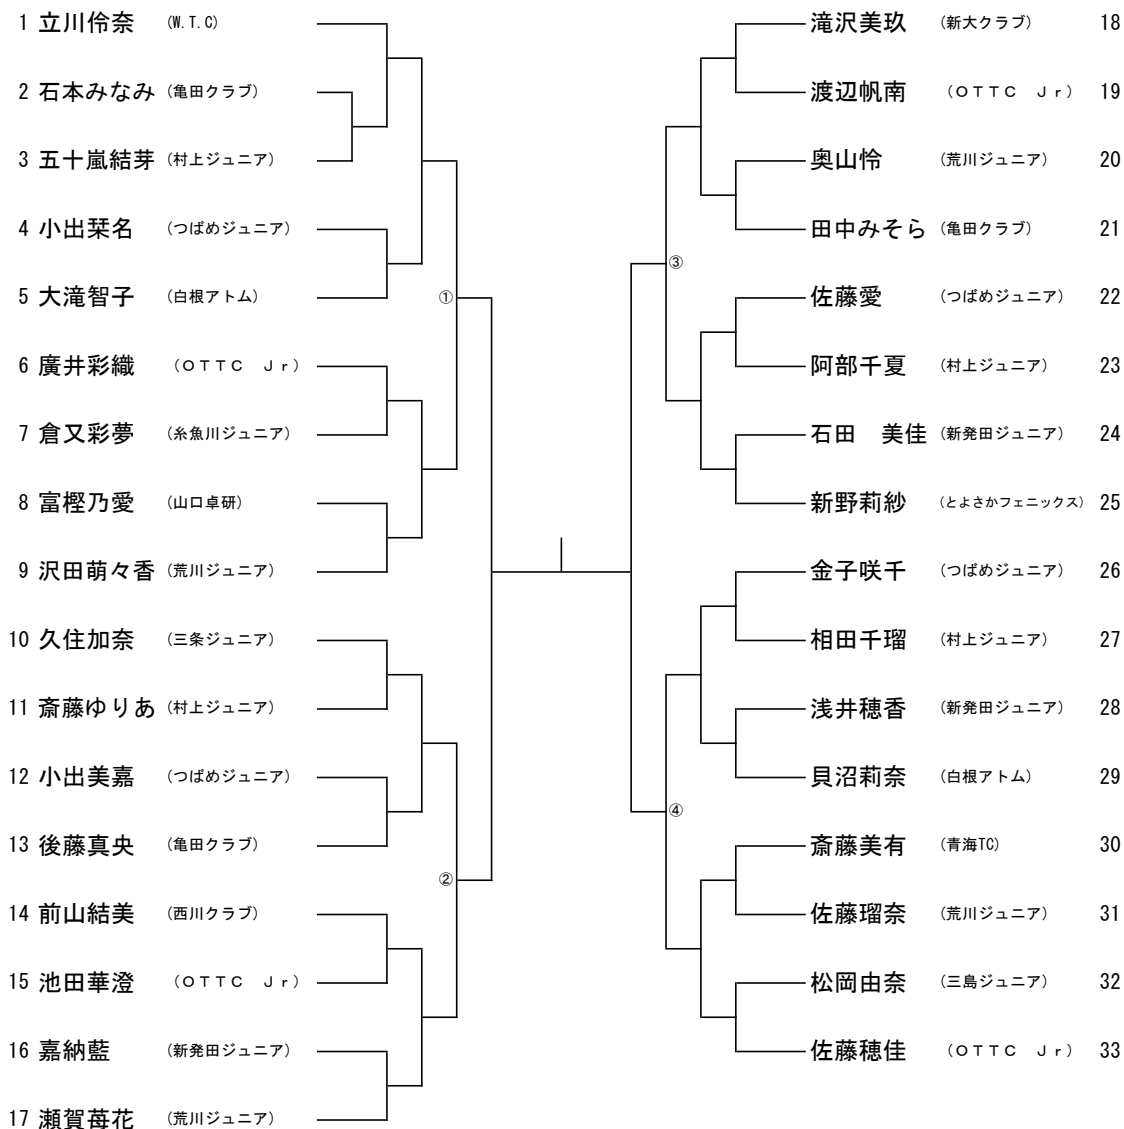 1 立川伶奈 (W.T.C)
2 石本みなみ (亀田クラブ)
3 五十嵐結芽 (村上ジュニア)
4 小出栞名 (つばめジュニア)
5 大滝智子 (白根アトム)
6 廣井彩織 (OTTC Jr)
7 倉又彩夢 (糸魚川ジュニア)
8 富樫乃愛 (山口卓研)
9 沢田萌々香 (荒川ジュニア)
10 久住加奈 (三条ジュニア)
11 斎藤ゆりあ (村上ジュニア)
12 小出美嘉 (つばめジュニア)
13 後藤真央 (亀田クラブ)
14 前山結美 (西川クラブ)
15 池田華澄 (OTTC Jr)
16 嘉納藍 (新発田ジュニア)
17 瀬賀苺花 (荒川ジュニア)
①
②
③
④
滝沢美玖 (新大クラブ) 18
渡辺帆南 (OTTC Jr) 19
奥山怜 (荒川ジュニア) 20
田中みそら (亀田クラブ) 21
佐藤愛 (つばめジュニア) 22
阿部千夏 (村上ジュニア) 23
石田 美佳 (新発田ジュニア) 24
新野莉紗 (とよさかフェニックス) 25
金子咲千 (つばめジュニア) 26
相田千瑠 (村上ジュニア) 27
浅井穂香 (新発田ジュニア) 28
貝沼莉奈 (白根アトム) 29
斎藤美有 (青海TC) 30
佐藤瑠奈 (荒川ジュニア) 31
松岡由奈 (三島ジュニア) 32
佐藤穂佳 (OTTC Jr) 33